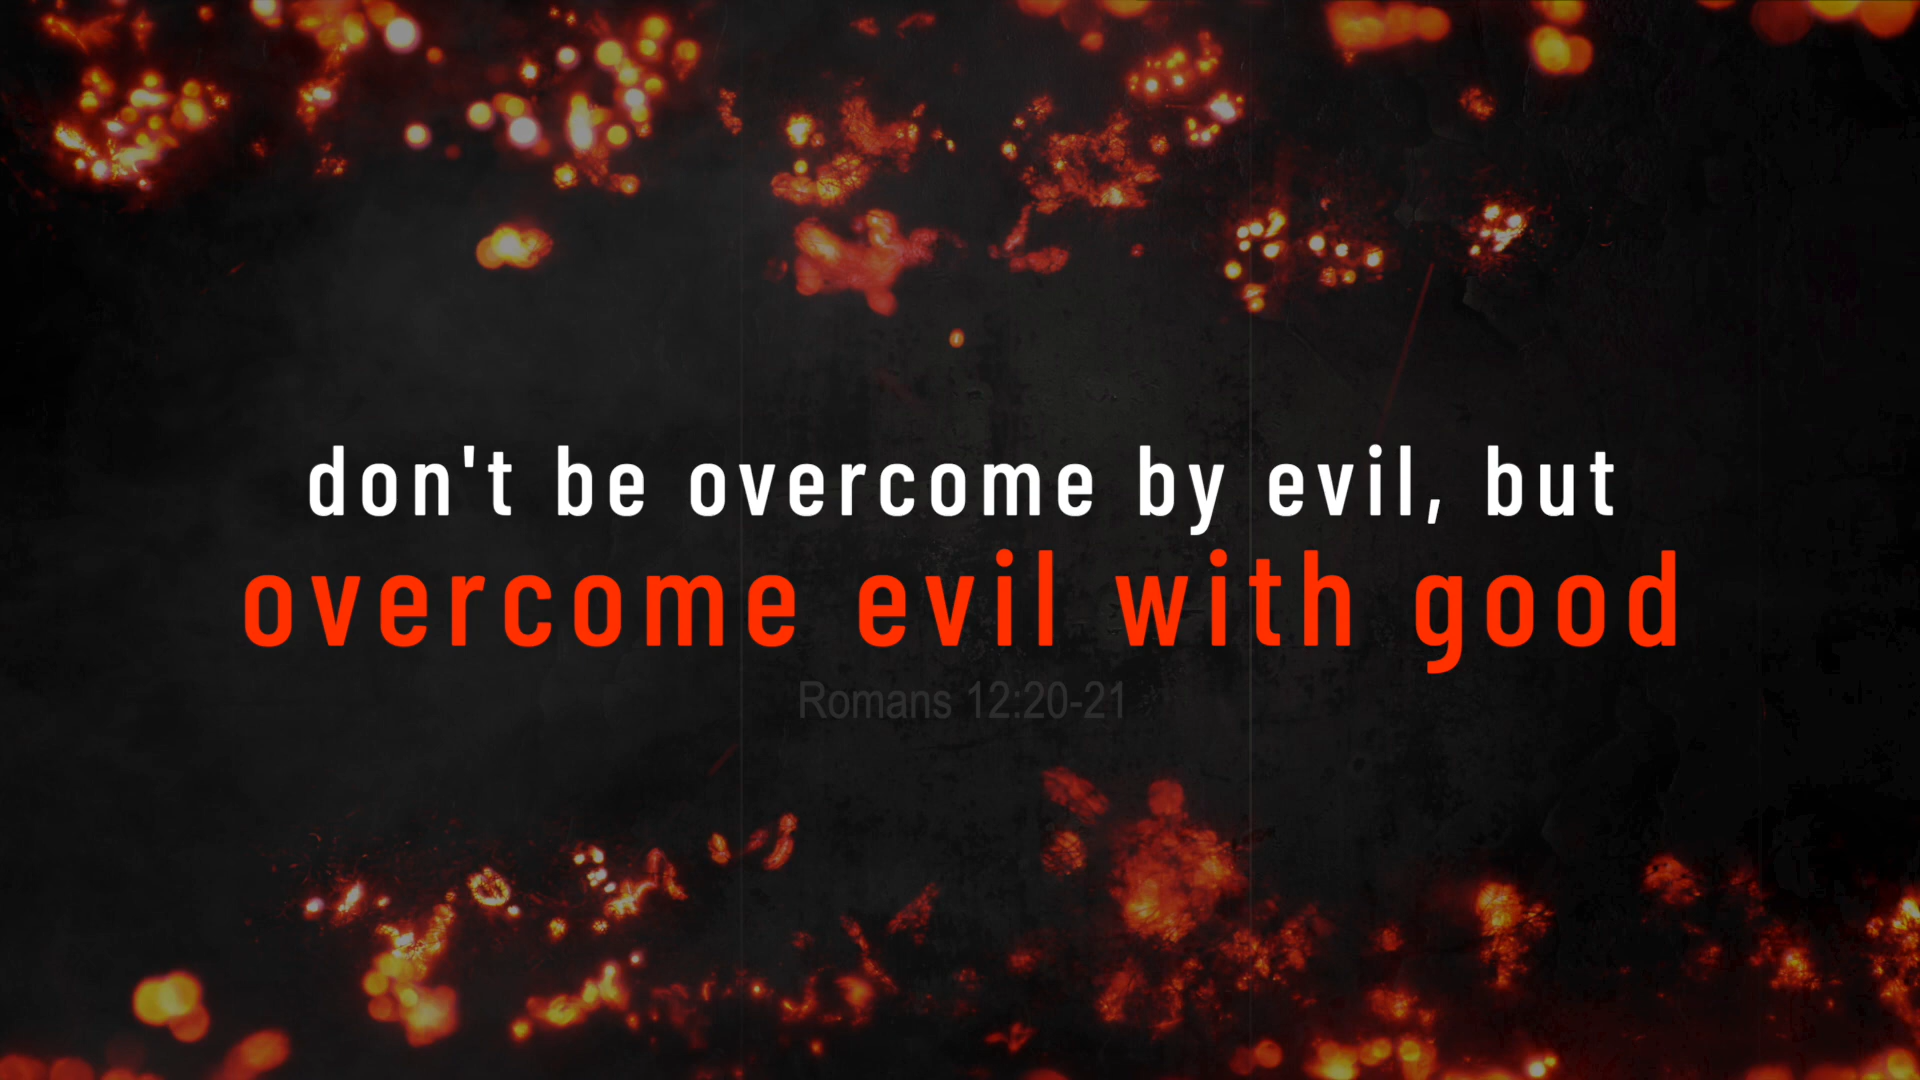 don't be overcome by evil, but
overcome evil with good
Romans 12:20-21